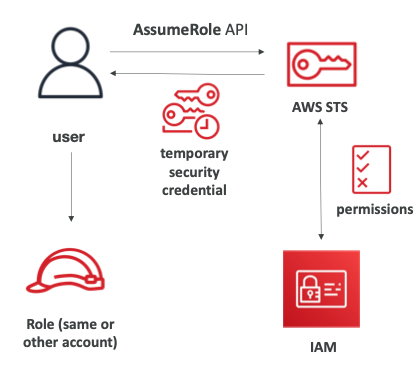 AssumeRole API
AWS STS
user
temporary
security
credential
permissions
Role (same or
other account)
IAM